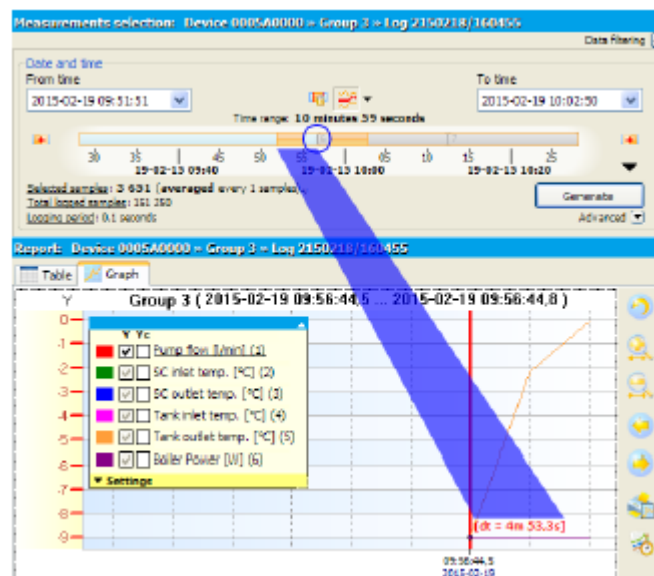 Measurements selection: Device 0005A0000 » Group 3 » Log 2150218/160455
Data filtering
Date and time
From time
To time
2015-02-19 09:51:51
2015-02-19 10:02:50
Time range: 10 minutes 59 seconds
30 35 45 50 55 05 10 15 25
19-02-15 09:40 19-02-15 10:00 19-02-15 10:20
Selected samples: 3 631 (averaged every 1 samples)
Total logged samples: 151 250
Logging period: 0.1 seconds
Generate
Advanced
Report: Device 0005A0000 » Group 3 » Log 2150218/160455
Table Graph
Y Group 3 ( 2015-02-19 09:56:44,5 ... 2015-02-19 09:56:44,8 )
0
-1
-2
-3
-4
-5
-6
-7
-8
-9
Y Yc
Pump flow [l/min] (1)
SC inlet temp. [°C] (2)
SC outlet temp. [°C] (3)
Tank inlet temp. [°C] (4)
Tank outlet temp. [°C] (5)
Boiler Power [W] (6)
Settings
[dt = 4m 53.3s]
09:56:44,5
2015-02-19